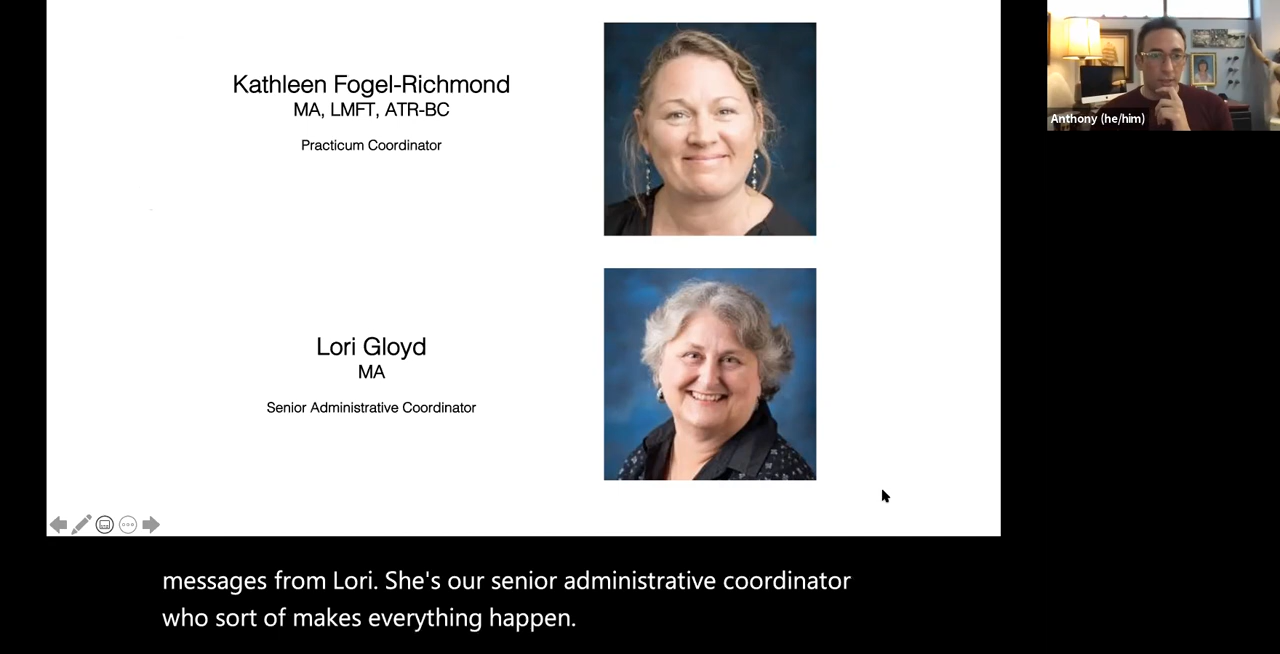 Kathleen Fogel-Richmond
MA, LMFT, ATR-BC
Practicum Coordinator
Anthony (he/him)
Lori Gloyd
MA
Senior Administrative Coordinator
messages from Lori. She's our senior administrative coordinator
who sort of makes everything happen.